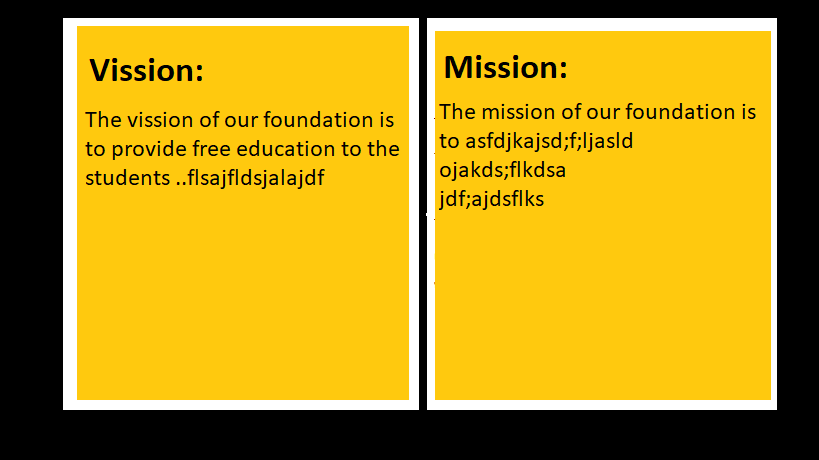 Vission:
The vission of our foundation is
to provide free education to the
students ..flsajfldsjalajdf
Mission:
The mission of our foundation is
to asfdjkajsd;f;ljasld
ojakds;flkdsa
jdf;ajdsflks